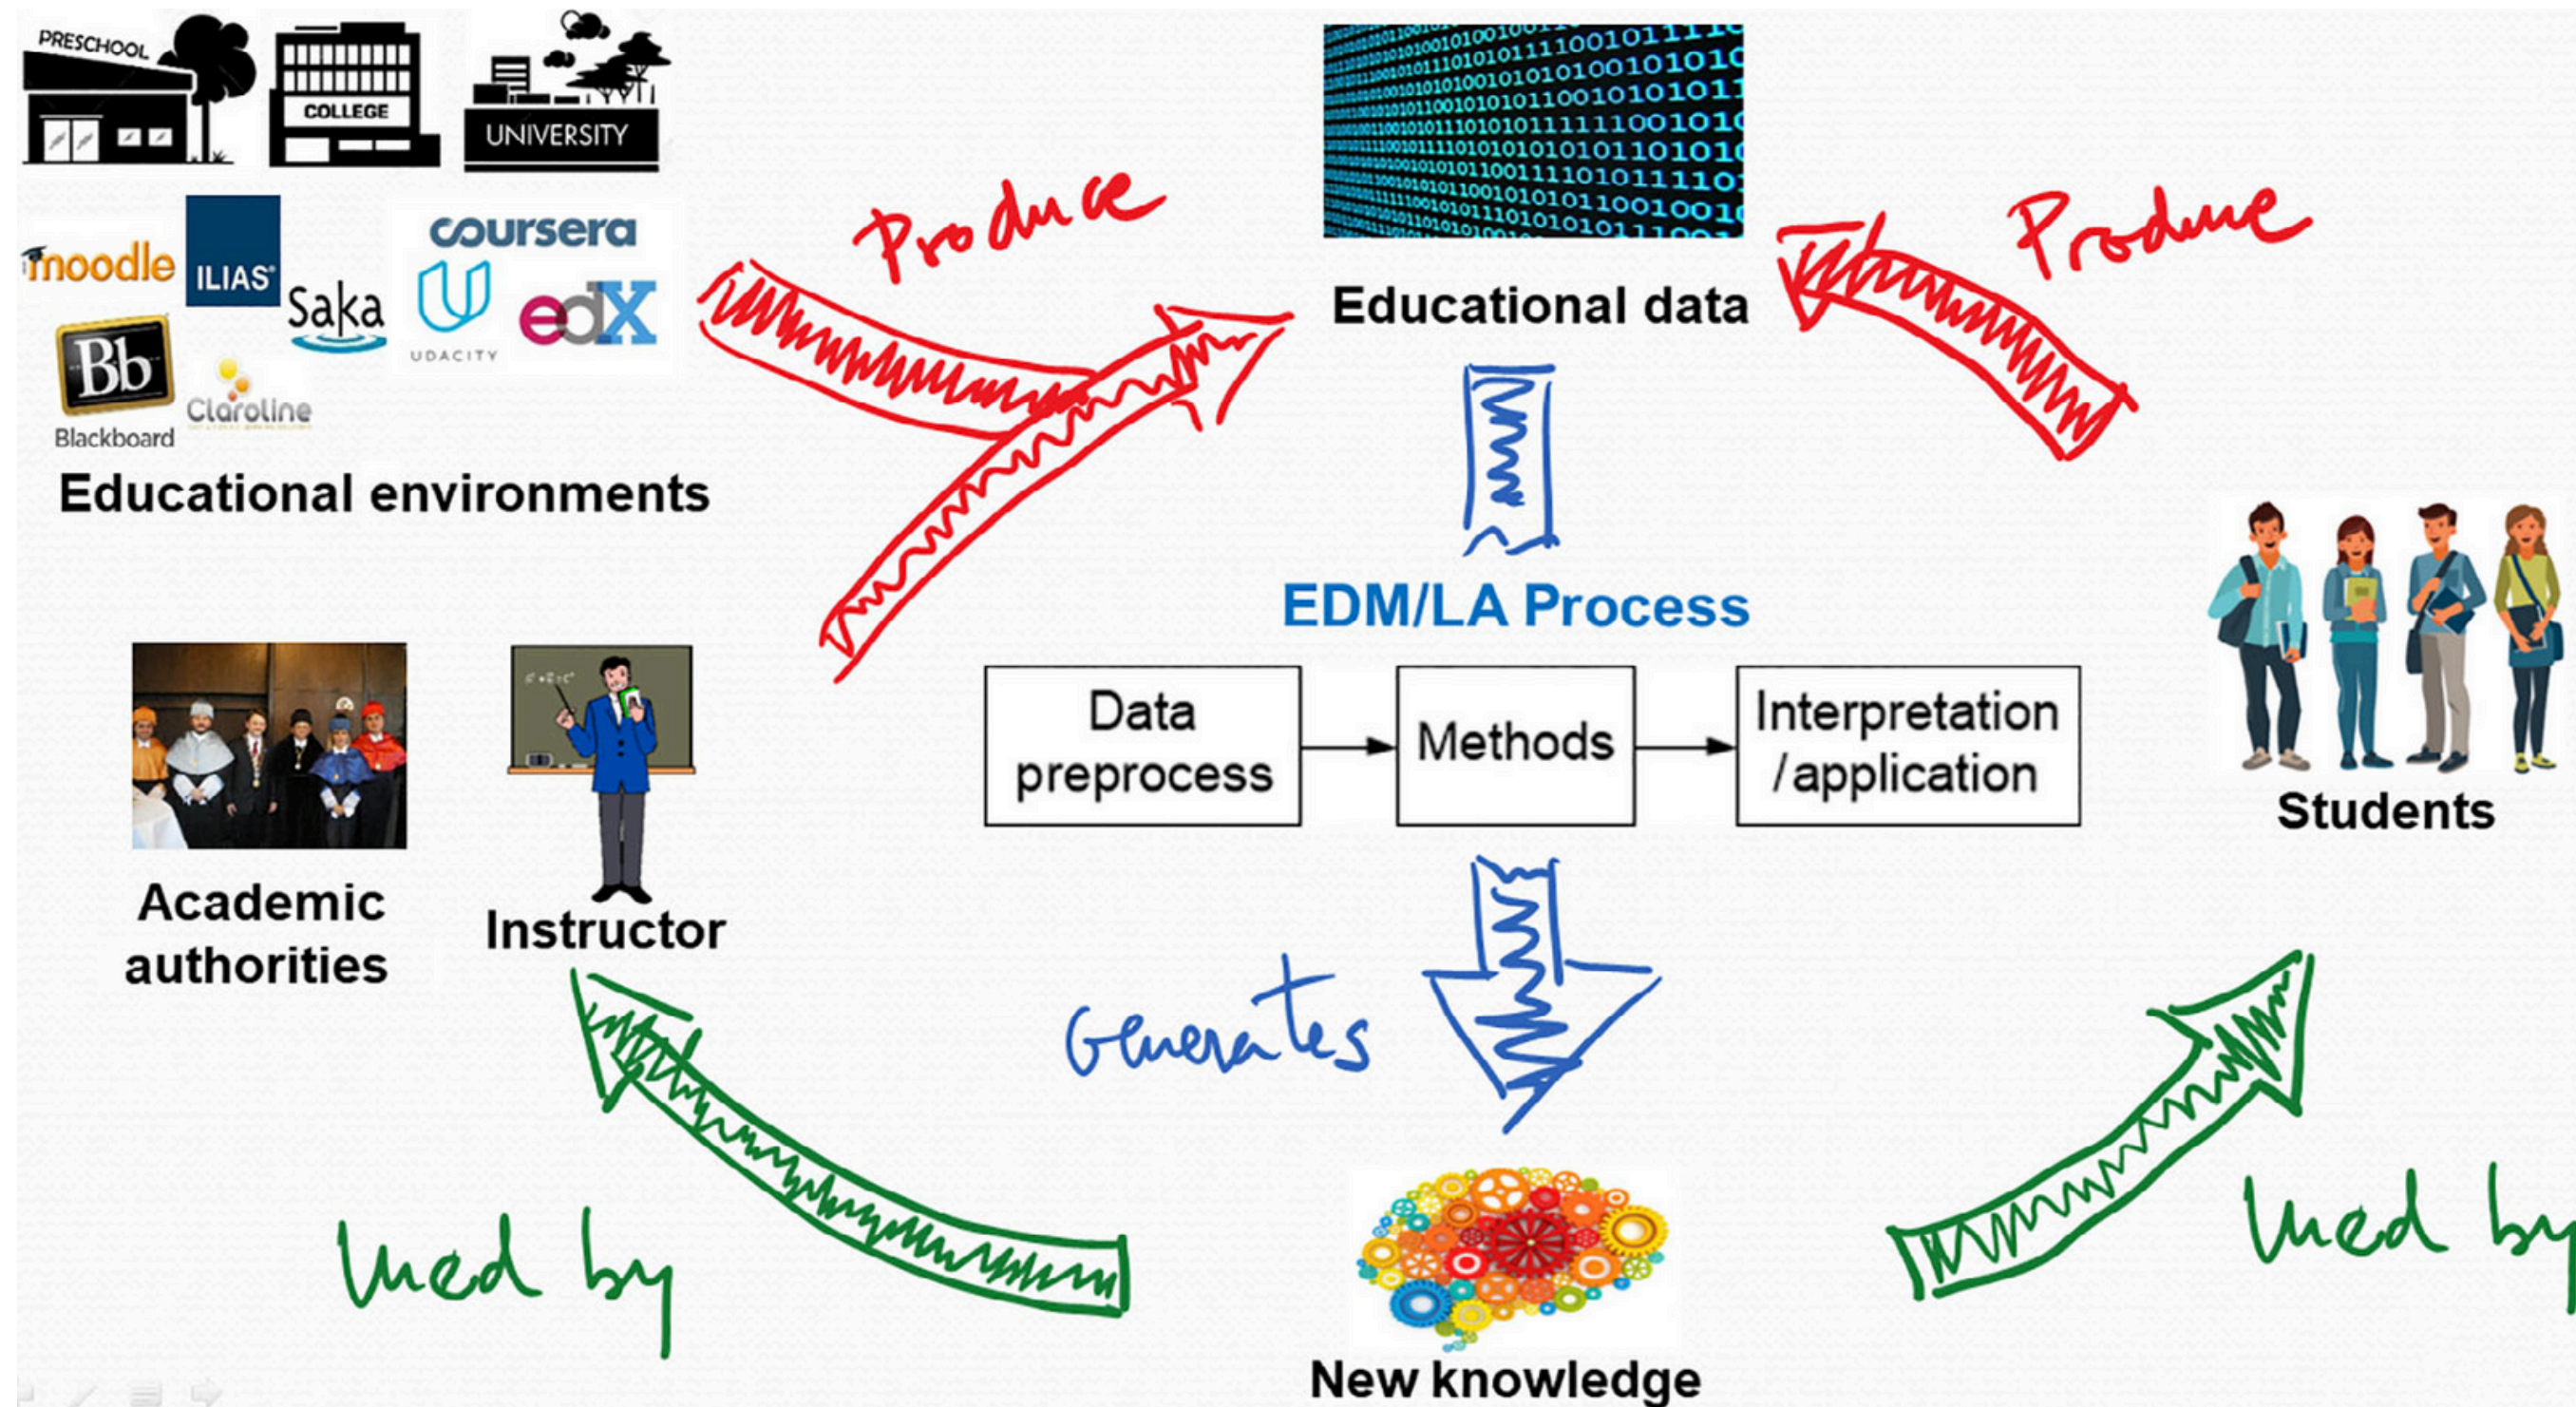 PRESCHOOL
COLLEGE
UNIVERSITY
moodle
ILIAS
Saka
coursera
UDACITY
edX
Bb
Blackboard
Claroline
Educational environments
Produce
Educational data
Produce
EDM/LA Process
Data
preprocess
Methods
Interpretation
/application
Students
Academic
authorities
Instructor
Generates
Used by
Used by
New knowledge